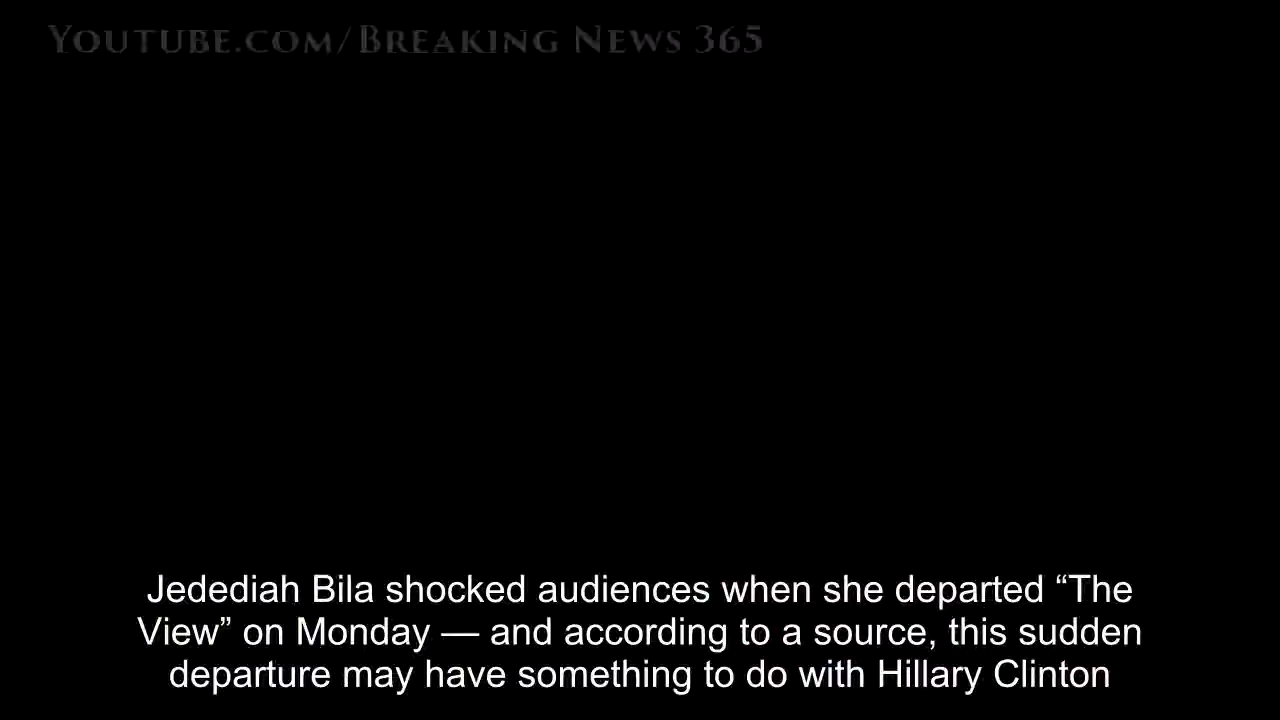 Youtube.com/Breaking News 365
Jedediah Bila shocked audiences when she departed “The
View” on Monday — and according to a source, this sudden
departure may have something to do with Hillary Clinton